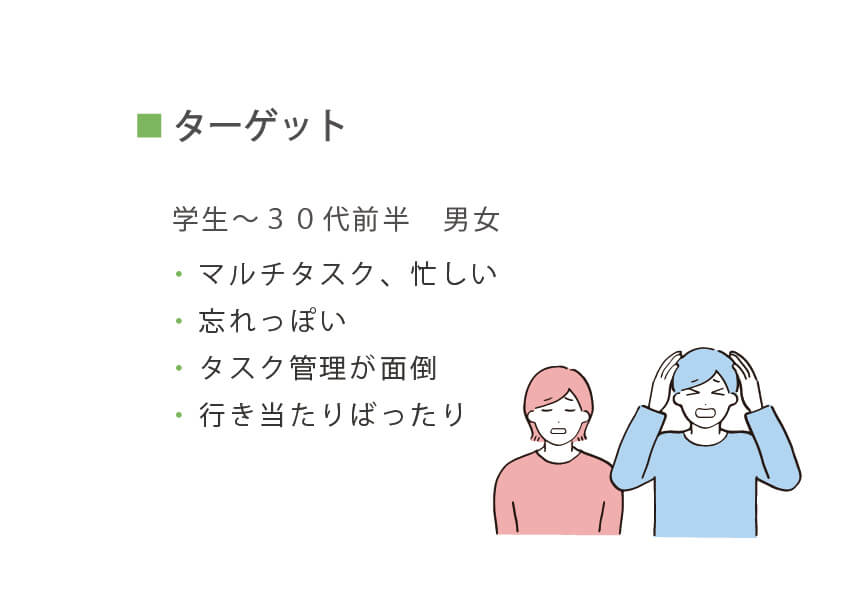 ■ ターゲット
学生～３０代前半　男女
・マルチタスク、忙しい
・忘れっぽい
・タスク管理が面倒
・行き当たりばったり